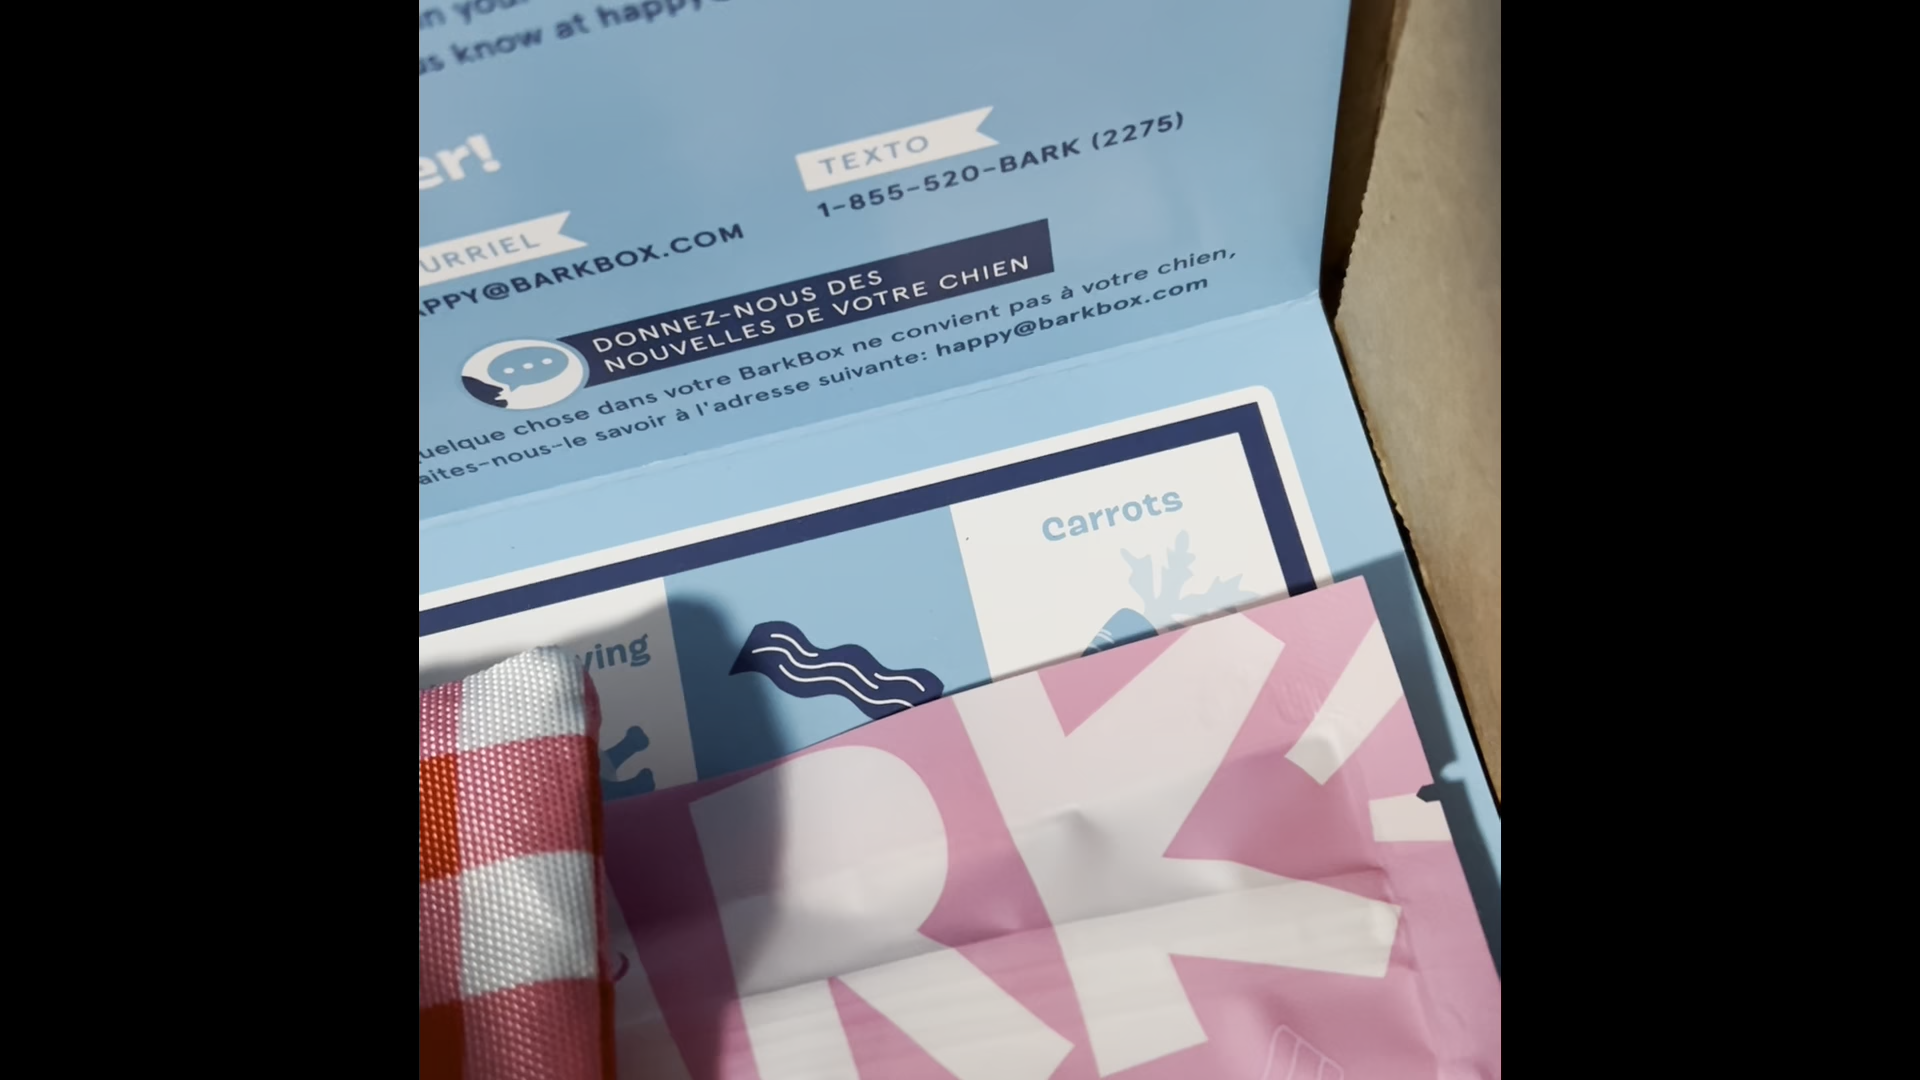 us know at happy@
er!
TEXTO
1-855-520-BARK (2275)
URRIEL
APPY@BARKBOX.COM
DONNEZ-NOUS DES
NOUVELLES DE VOTRE CHIEN
uelque chose dans votre BarkBox ne convient pas à votre chien,
aites-nous-le savoir à l'adresse suivante: happy@barkbox.com
Carrots
ving
RK